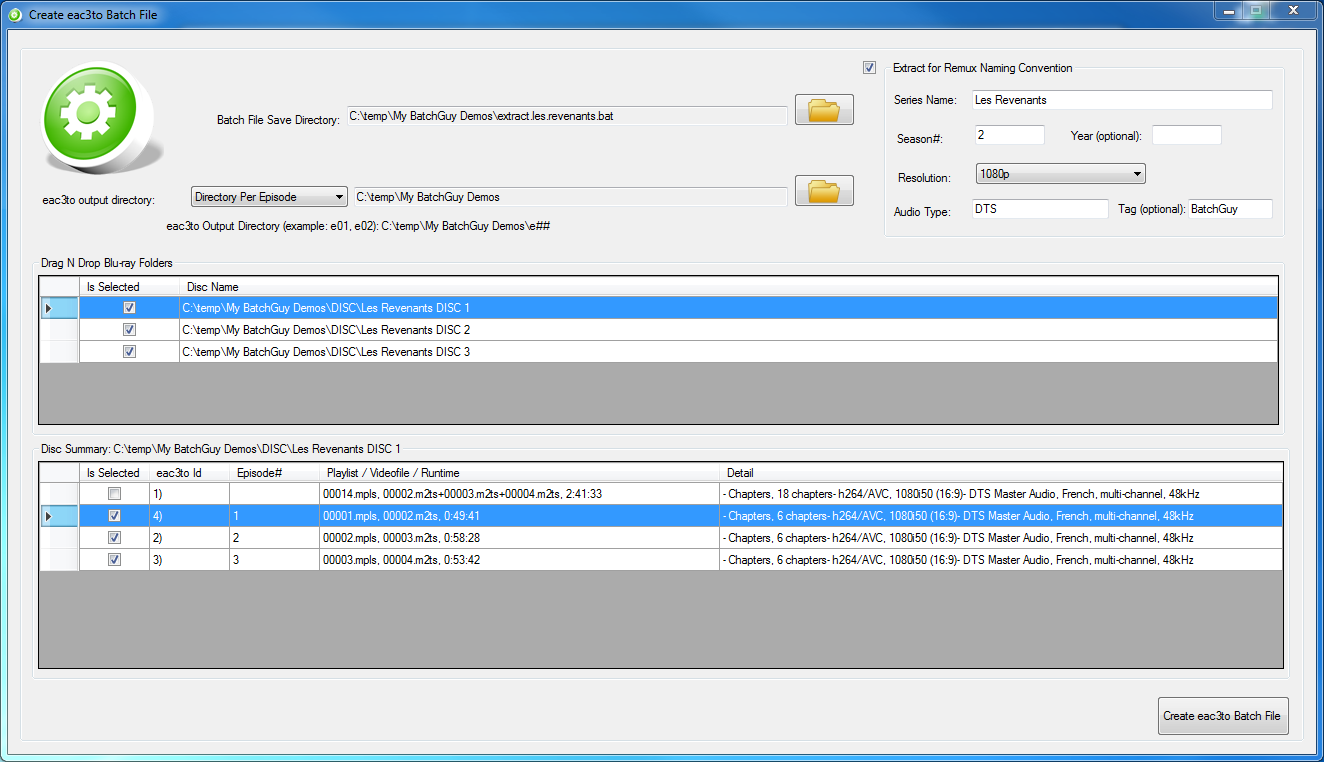 Create eac3to Batch File
Extract for Remux Naming Convention
Batch File Save Directory: C:\temp\My BatchGuy Demos\extract.les.revenants.bat
Series Name: Les Revenants
Season#: 2 Year (optional):
Resolution: 1080p
Audio Type: DTS Tag (optional): BatchGuy
eac3to output directory: Directory Per Episode C:\temp\My BatchGuy Demos
eac3to Output Directory (example: e01, e02): C:\temp\My BatchGuy Demos\e##
Drag N Drop Blu-ray Folders
Is Selected Disc Name
C:\temp\My BatchGuy Demos\DISC\Les Revenants DISC 1
C:\temp\My BatchGuy Demos\DISC\Les Revenants DISC 2
C:\temp\My BatchGuy Demos\DISC\Les Revenants DISC 3
Disc Summary: C:\temp\My BatchGuy Demos\DISC\Les Revenants DISC 1
Is Selected eac3to Id Episode# Playlist / Videofile / Runtime Detail
1) 00014.mpls, 00002.m2ts+00003.m2ts+00004.m2ts, 2:41:33 - Chapters, 18 chapters- h264/AVC, 1080i50 (16:9)- DTS Master Audio, French, multi-channel, 48kHz
4) 1 00001.mpls, 00002.m2ts, 0:49:41 - Chapters, 6 chapters- h264/AVC, 1080i50 (16:9)- DTS Master Audio, French, multi-channel, 48kHz
2) 2 00002.mpls, 00003.m2ts, 0:58:28 - Chapters, 6 chapters- h264/AVC, 1080i50 (16:9)- DTS Master Audio, French, multi-channel, 48kHz
3) 3 00003.mpls, 00004.m2ts, 0:53:42 - Chapters, 6 chapters- h264/AVC, 1080i50 (16:9)- DTS Master Audio, French, multi-channel, 48kHz
Create eac3to Batch File